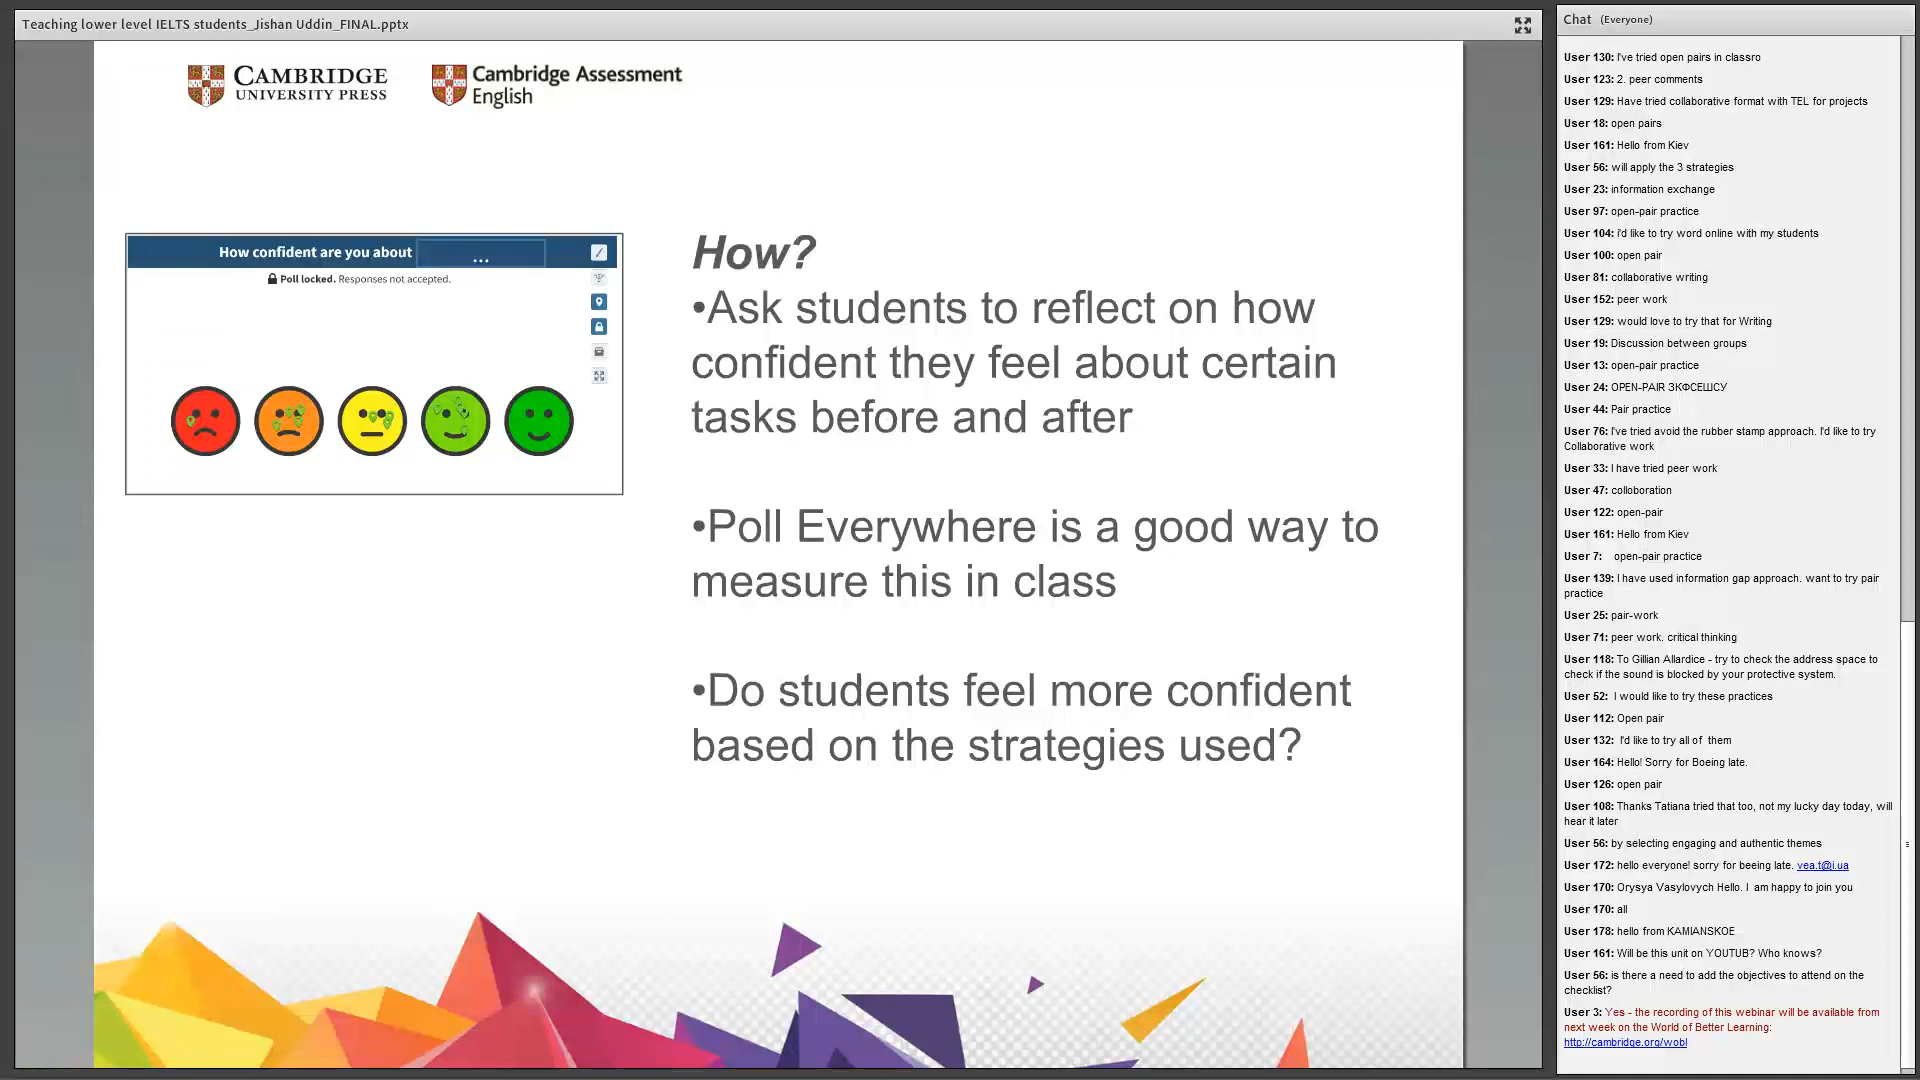 Teaching lower level IELTS students_Jishan Uddin_FINAL.pptx
CAMBRIDGE
UNIVERSITY PRESS
Cambridge Assessment
English
How confident are you about ...
Poll locked. Responses not accepted.
How?
•Ask students to reflect on how
confident they feel about certain
tasks before and after
•Poll Everywhere is a good way to
measure this in class
•Do students feel more confident
based on the strategies used?
Chat (Everyone)
User 130: I've tried open pairs in classro
User 123: 2. peer comments
User 129: Have tried collaborative format with TEL for projects
User 18: open pairs
User 161: Hello from Kiev
User 56: will apply the 3 strategies
User 23: information exchange
User 97: open-pair practice
User 104: i'd like to try word online with my students
User 100: open pair
User 81: collaborative writing
User 152: peer work
User 129: would love to try that for Writing
User 19: Discussion between groups
User 13: open-pair practice
User 24: OPEN-PAIR ЗКФСЕШСУ
User 44: Pair practice
User 76: I've tried avoid the rubber stamp approach. I'd like to try
Collaborative work
User 33: I have tried peer work
User 47: colloboration
User 122: open-pair
User 161: Hello from Kiev
User 7: open-pair practice
User 139: I have used information gap approach. want to try pair
practice
User 25: pair-work
User 71: peer work. critical thinking
User 118: To Gillian Allardice - try to check the address space to
check if the sound is blocked by your protective system.
User 52: I would like to try these practices
User 112: Open pair
User 132: I'd like to try all of them
User 164: Hello! Sorry for Boeing late.
User 126: open pair
User 108: Thanks Tatiana tried that too, not my lucky day today, will
hear it later
User 56: by selecting engaging and authentic themes
User 172: hello everyone! sorry for beeing late. vea.t@i.ua
User 170: Orysya Vasylovych Hello. I am happy to join you
User 170: all
User 178: hello from KAMIANSKOE
User 161: Will be this unit on YOUTUB? Who knows?
User 56: is there a need to add the objectives to attend on the
checklist?
User 3: Yes - the recording of this webinar will be available from
next week on the World of Better Learning:
http://cambridge.org/wobl